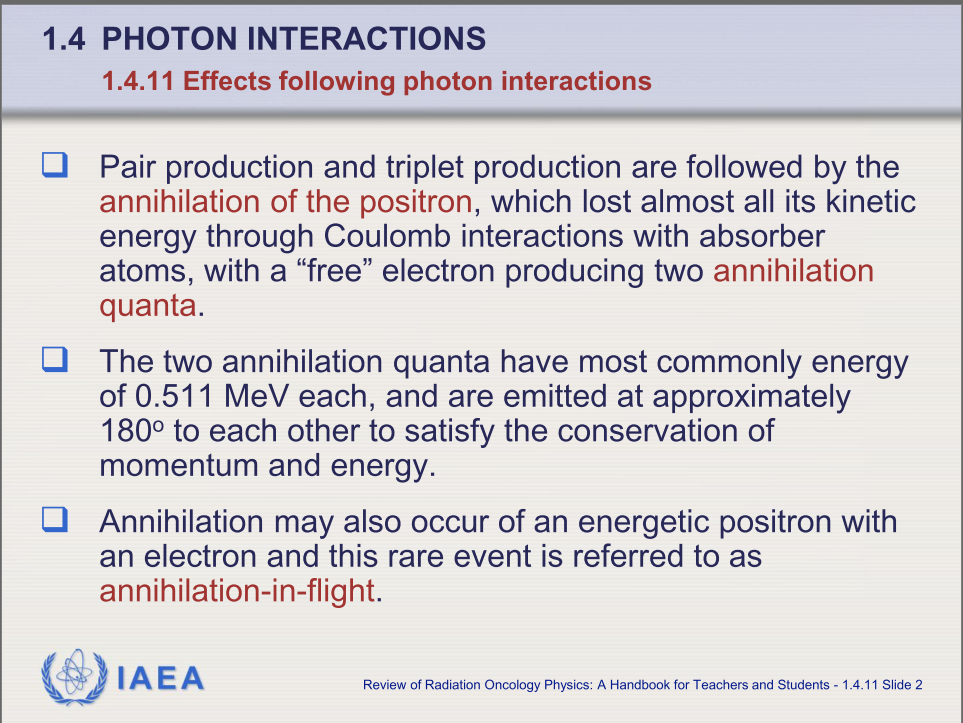 1.4 PHOTON INTERACTIONS
1.4.11 Effects following photon interactions
Pair production and triplet production are followed by the
annihilation of the positron, which lost almost all its kinetic
energy through Coulomb interactions with absorber
atoms, with a “free” electron producing two annihilation
quanta.
The two annihilation quanta have most commonly energy
of 0.511 MeV each, and are emitted at approximately
180º to each other to satisfy the conservation of
momentum and energy.
Annihilation may also occur of an energetic positron with
an electron and this rare event is referred to as
annihilation-in-flight.
IAEA
Review of Radiation Oncology Physics: A Handbook for Teachers and Students - 1.4.11 Slide 2